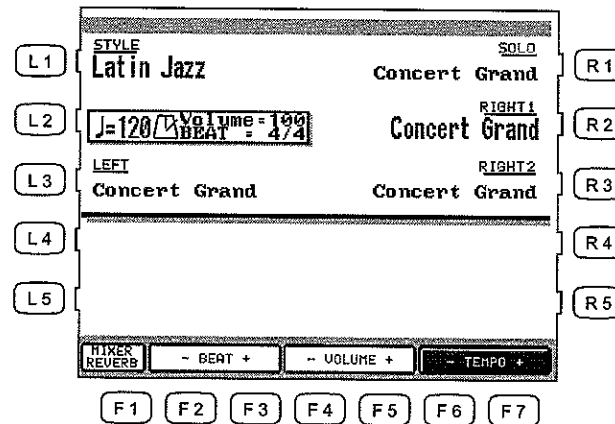 STYLE
Latin Jazz
SOLO
Concert Grand
L1
R1
♩=120 Volume=100
BEAT = 4/4
RIGHT1
Concert Grand
L2
R2
LEFT
Concert Grand
RIGHT2
Concert Grand
L3
R3
L4
R4
L5
R5
MIXER
REVERB
- BEAT +
- VOLUME +
- TEMPO +
F1 F2 F3 F4 F5 F6 F7